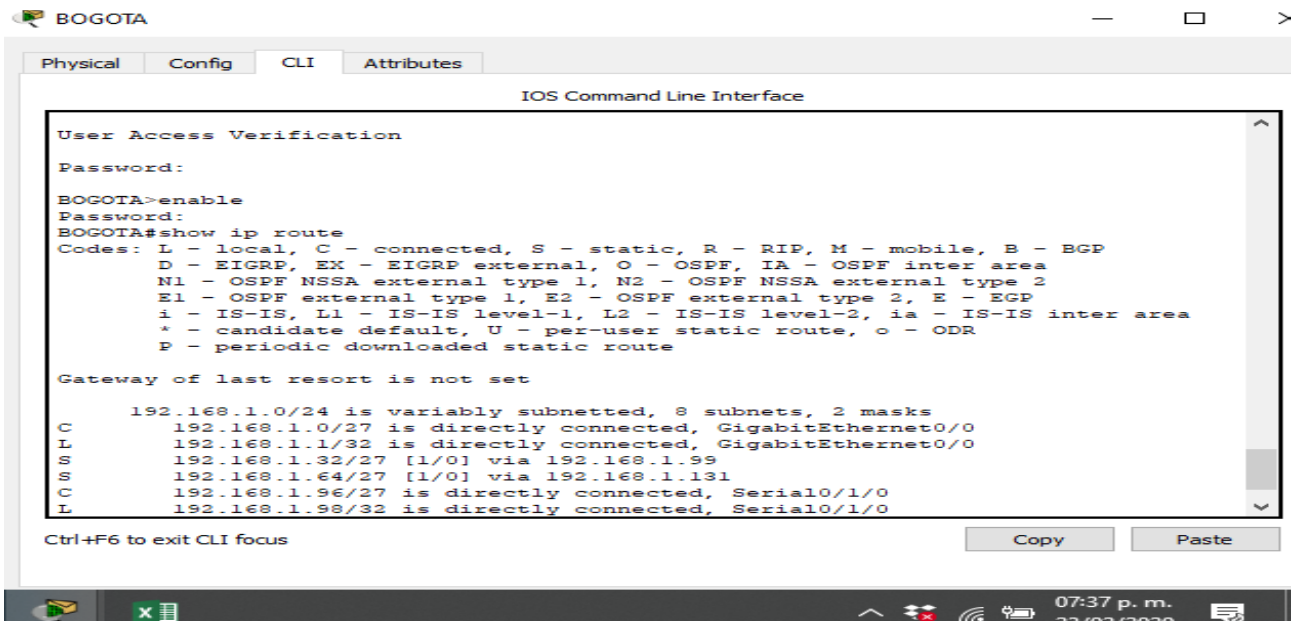 BOGOTA
Physical Config CLI Attributes
IOS Command Line Interface
User Access Verification
Password:
BOGOTA>enable
Password:
BOGOTA#show ip route
Codes: L - local, C - connected, S - static, R - RIP, M - mobile, B - BGP
D - EIGRP, EX - EIGRP external, O - OSPF, IA - OSPF inter area
N1 - OSPF NSSA external type 1, N2 - OSPF NSSA external type 2
E1 - OSPF external type 1, E2 - OSPF external type 2, E - EGP
i - IS-IS, L1 - IS-IS level-1, L2 - IS-IS level-2, ia - IS-IS inter area
* - candidate default, U - per-user static route, o - ODR
P - periodic downloaded static route
Gateway of last resort is not set
192.168.1.0/24 is variably subnetted, 8 subnets, 2 masks
C 192.168.1.0/27 is directly connected, GigabitEthernet0/0
L 192.168.1.1/32 is directly connected, GigabitEthernet0/0
S 192.168.1.32/27 [1/0] via 192.168.1.99
S 192.168.1.64/27 [1/0] via 192.168.1.131
C 192.168.1.96/27 is directly connected, Serial0/1/0
L 192.168.1.98/32 is directly connected, Serial0/1/0
Ctrl+F6 to exit CLI focus
Copy Paste
07:37 p. m.